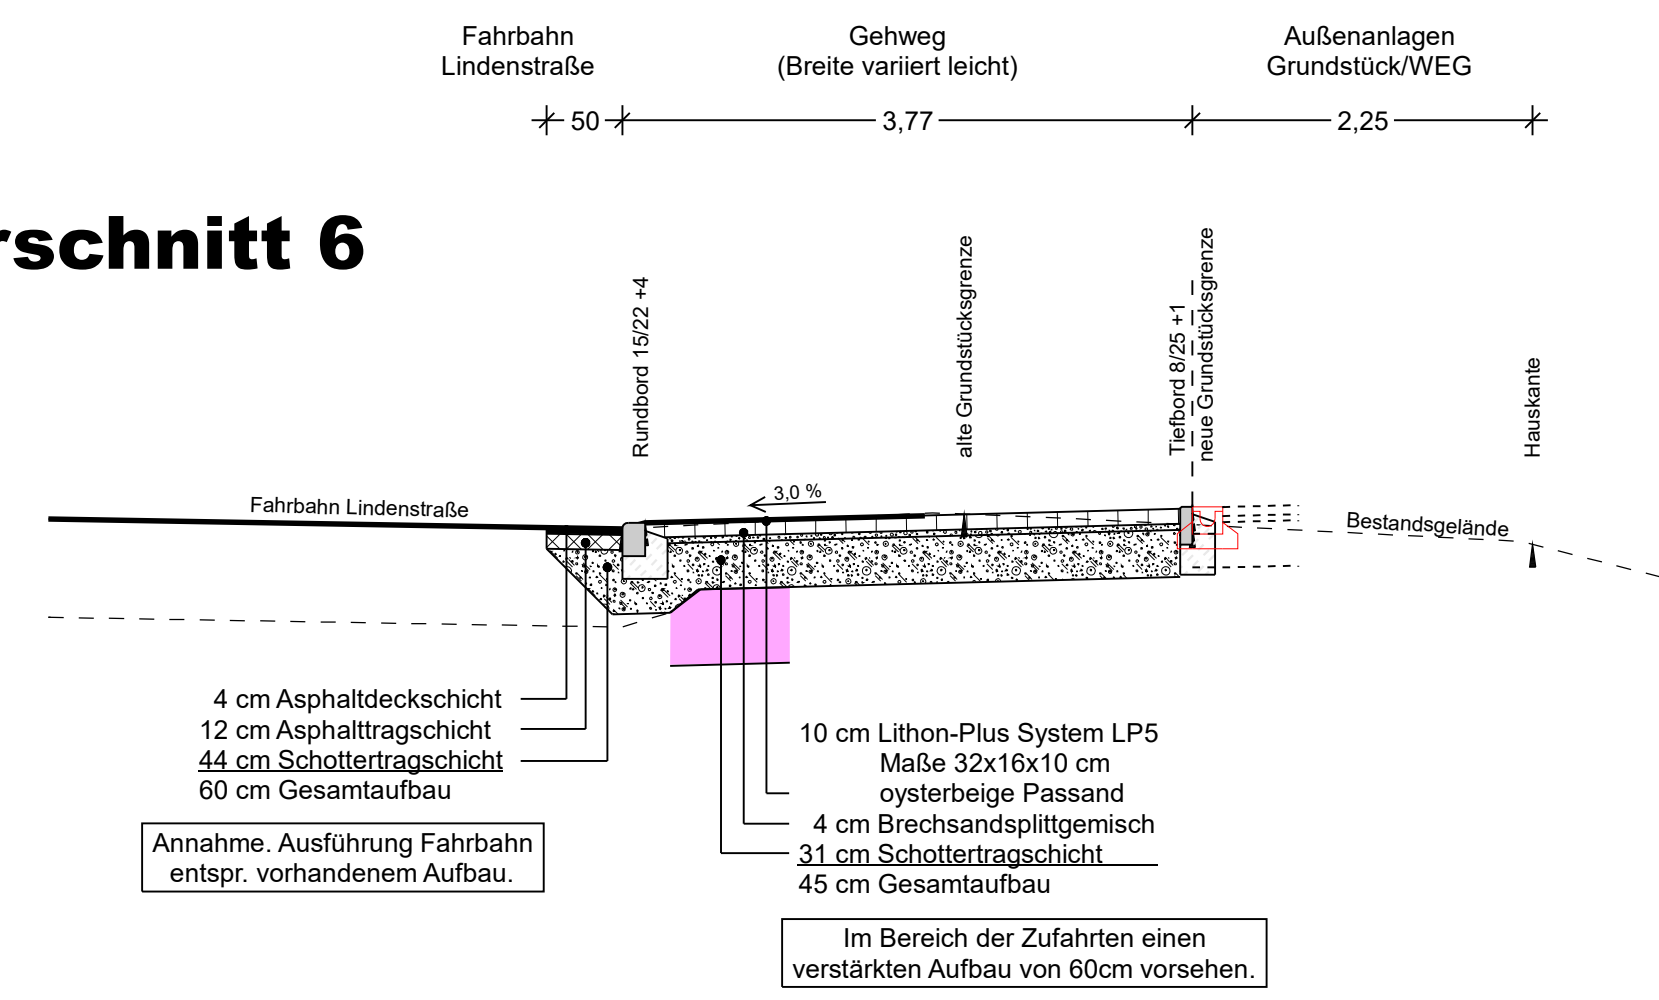 Fahrbahn
Lindenstraße
Gehweg
(Breite variiert leicht)
Außenanlagen
Grundstück/WEG
50
3,77
2,25
rschnitt 6
Rundbord 15/22 +4
alte Grundstücksgrenze
Tiefbord 8/25 +1
neue Grundstücksgrenze
Hauskante
Fahrbahn Lindenstraße
3,0 %
Bestandsgelände
4 cm Asphaltdeckschicht
12 cm Asphalttragschicht
44 cm Schottertragschicht
60 cm Gesamtaufbau
Annahme. Ausführung Fahrbahn
entspr. vorhandenem Aufbau.
10 cm Lithon-Plus System LP5
Maße 32x16x10 cm
oysterbeige Passand
4 cm Brechsandsplittgemisch
31 cm Schottertragschicht
45 cm Gesamtaufbau
Im Bereich der Zufahrten einen
verstärkten Aufbau von 60cm vorsehen.